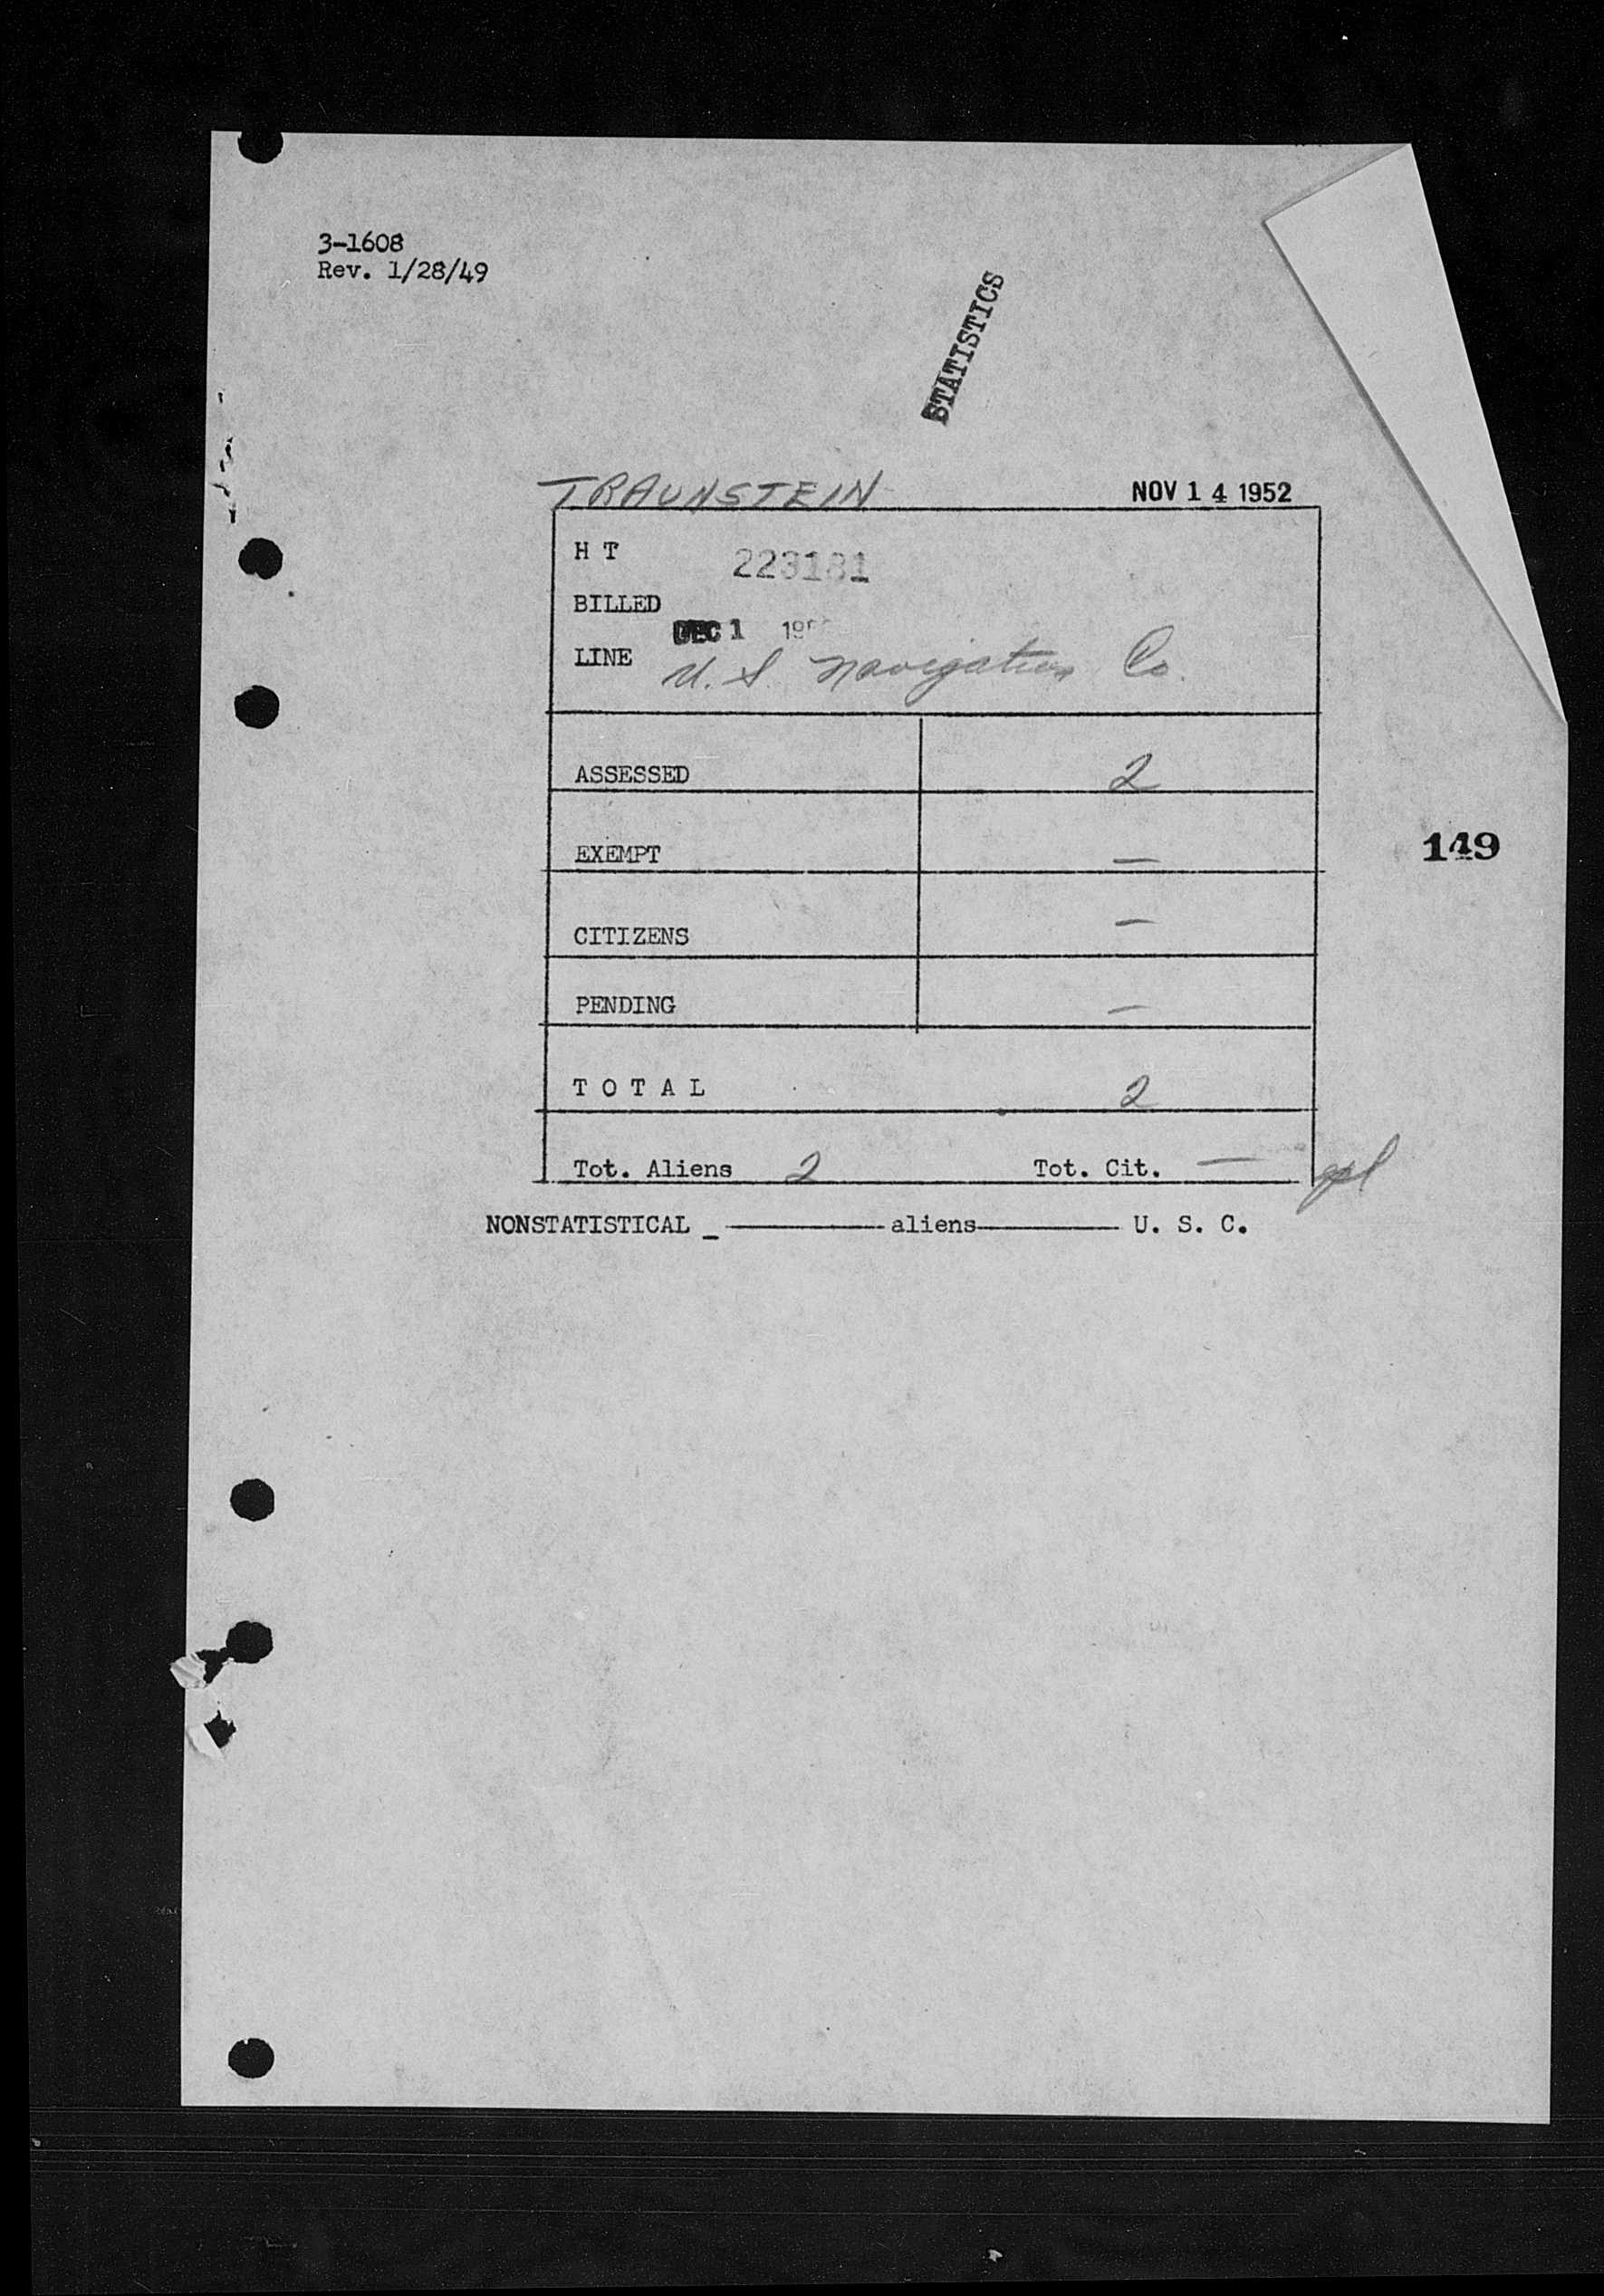 3-1608
Rev. 1/28/49
STATISTICS
TRAUNSTEIN NOV 14 1952
H T 223181
BILLED
DEC 1
LINE U. S. Navigation Co.
ASSESSED 2
EXEMPT —
149
CITIZENS —
PENDING —
T O T A L 2
Tot. Aliens 2 Tot. Cit. —
NONSTATISTICAL _ ———— aliens ———— U. S. C.